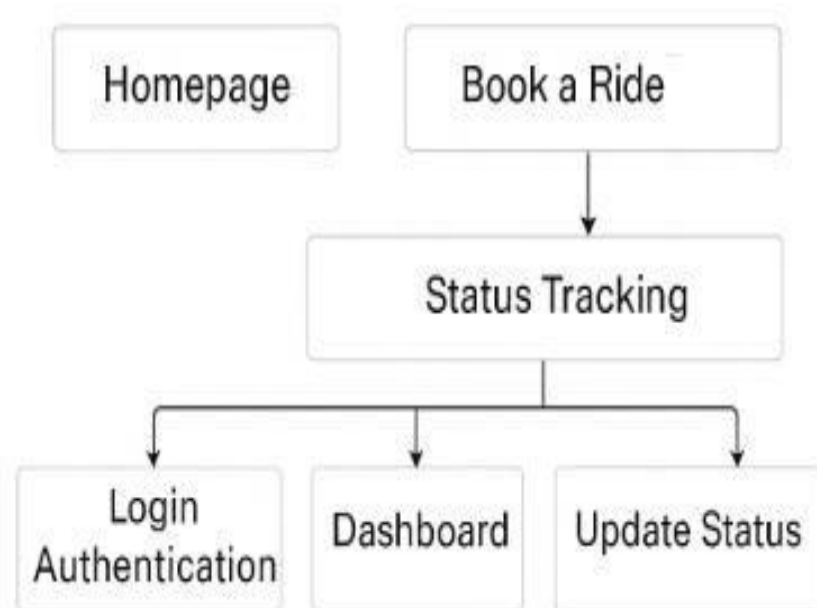 Homepage
Book a Ride
Status Tracking
Login
Authentication
Dashboard
Update Status